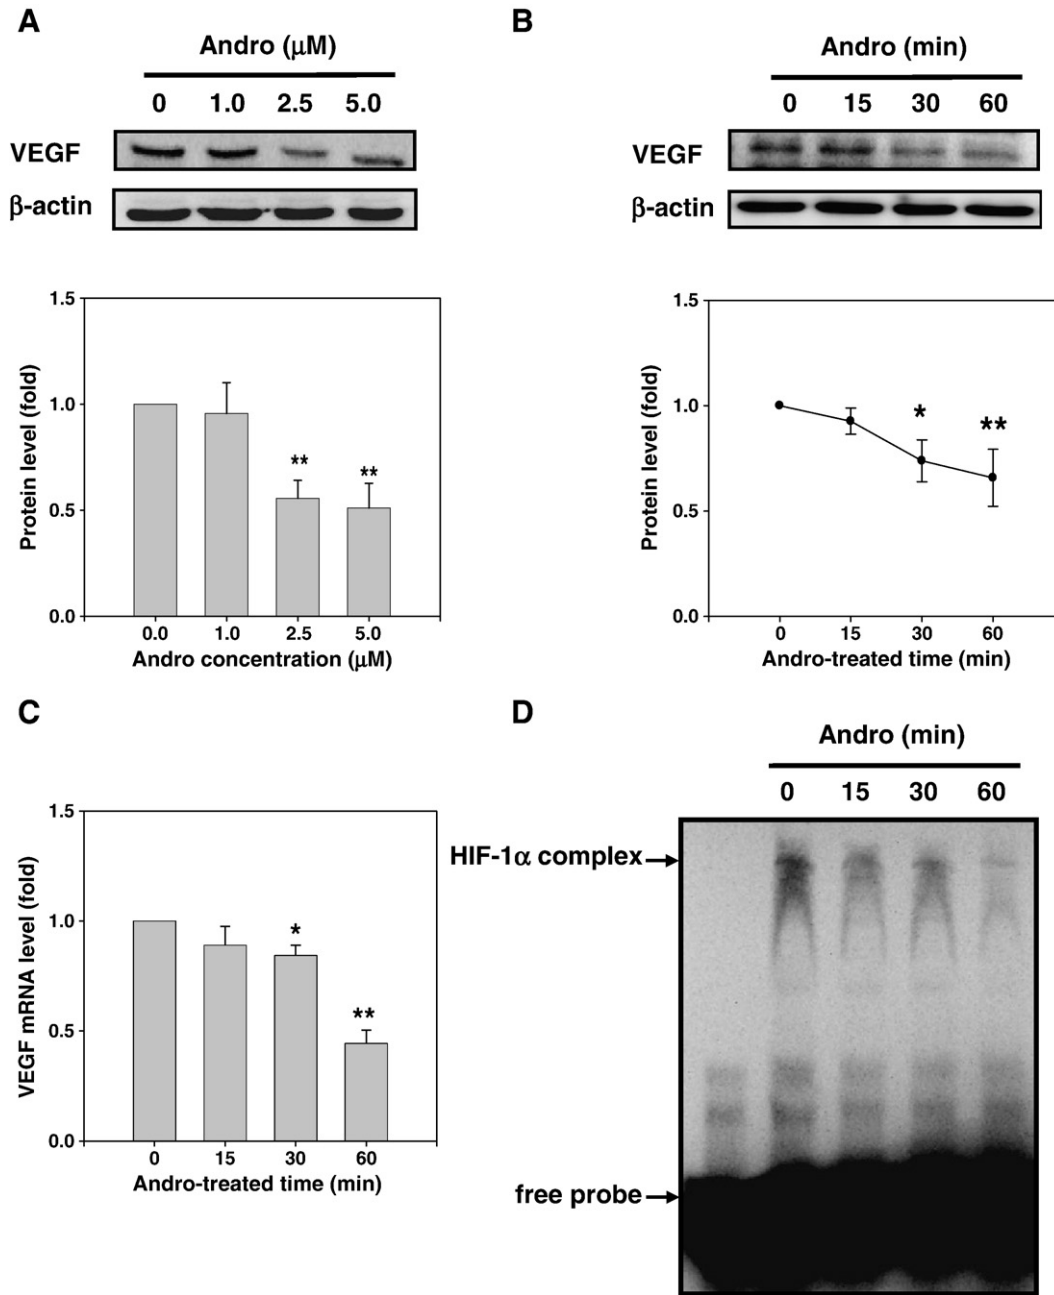 A
Andro (μM)
0 1.0 2.5 5.0
VEGF
β-actin
1.5
1.0
0.5
0.0
Protein level (fold)
**
**
0.0 1.0 2.5 5.0
Andro concentration (μM)
B
Andro (min)
0 15 30 60
VEGF
β-actin
1.5
1.0
0.5
0.0
Protein level (fold)
*
**
0 15 30 60
Andro-treated time (min)
C
1.5
1.0
0.5
0.0
VEGF mRNA level (fold)
*
**
0 15 30 60
Andro-treated time (min)
D
Andro (min)
0 15 30 60
HIF-1α complex
free probe